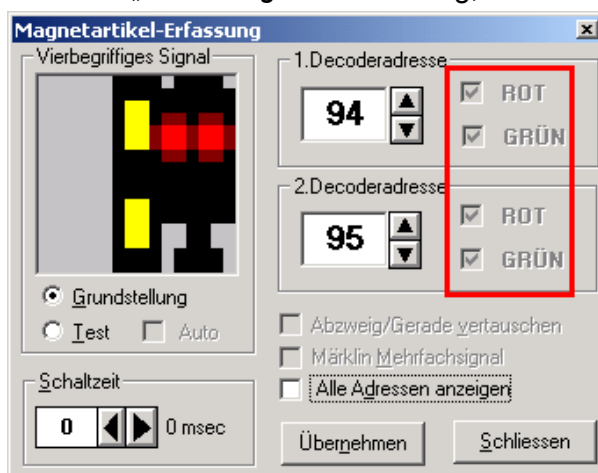 Magnetartikel-Erfassung
Vierbegriffiges Signal
Grundstellung
Test Auto
Schaltzeit
0 0 msec
1.Decoderadresse
94
ROT
GRÜN
2.Decoderadresse
95
ROT
GRÜN
Abzweig/Gerade vertauschen
Märklin Mehrfachsignal
Alle Adressen anzeigen
Übernehmen Schliessen